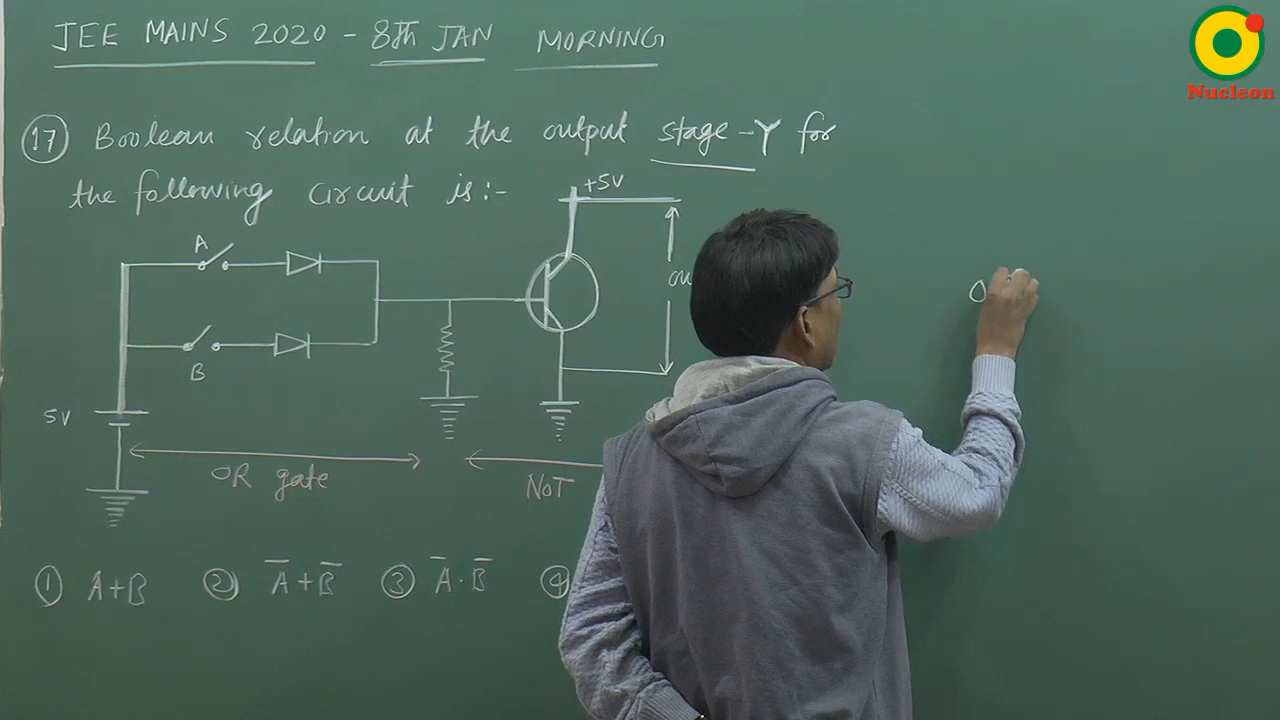 JEE MAINS 2020 - 8th JAN MORNING
Nucleon
(17) Boolean relation at the output stage-Y for
the following circuit is:-
+5V
A
B
5V
OR gate
NOT
(1) A+B (2) A̅+B̅ (3) A̅.B̅ (4)